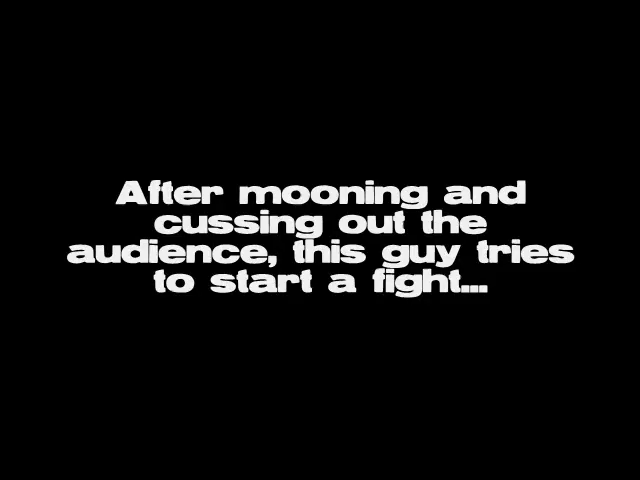 After mooning and
cussing out the
audience, this guy tries
to start a fight...